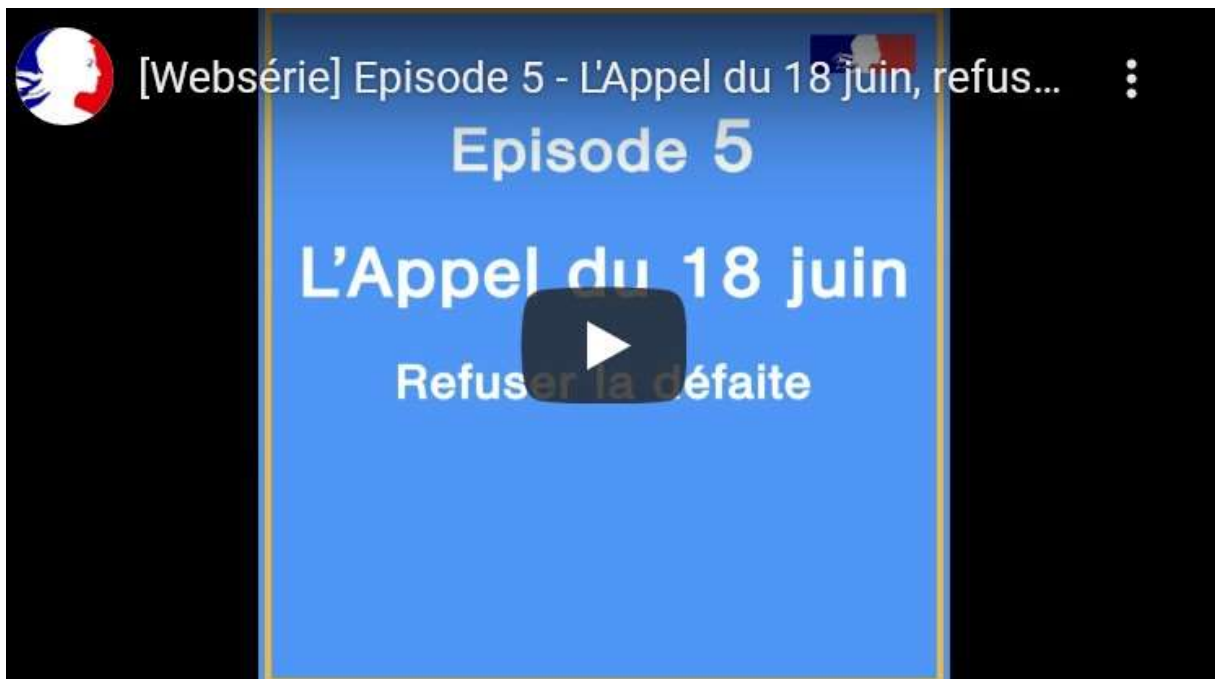 [Websérie] Episode 5 - L'Appel du 18 juin, refus...
Episode 5
L'Appel du 18 juin
Refuser la défaite